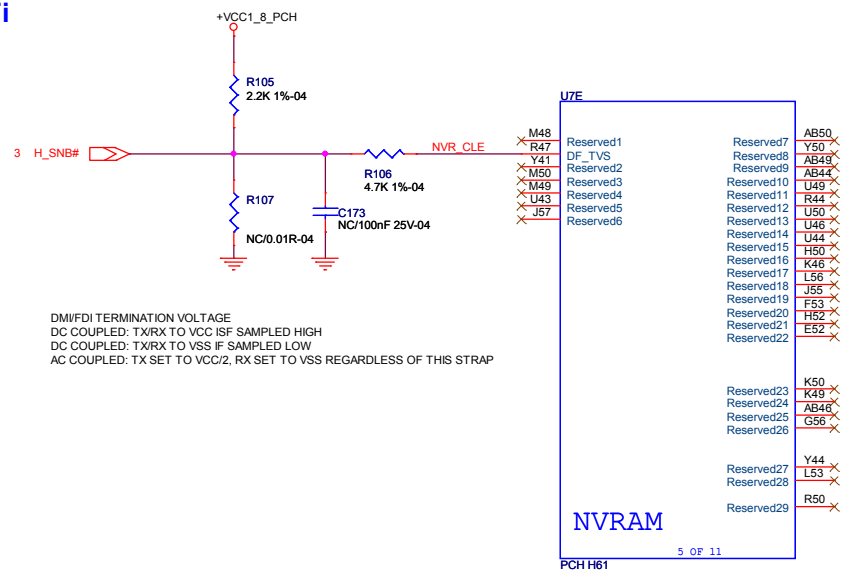 i
+VCC1_8_PCH
R105
2.2K 1%-04
3 H_SNB#
NVR_CLE
R106
4.7K 1%-04
R107
NC/0.01R-04
C173
NC/100nF 25V-04
DMI/FDI TERMINATION VOLTAGE
DC COUPLED: TX/RX TO VCC ISF SAMPLED HIGH
DC COUPLED: TX/RX TO VSS IF SAMPLED LOW
AC COUPLED: TX SET TO VCC/2, RX SET TO VSS REGARDLESS OF THIS STRAP
U7E
M48 Reserved1
R47 DF_TVS
Y41 Reserved2
M50 Reserved3
M49 Reserved4
U43 Reserved5
J57 Reserved6
Reserved7 AB50
Reserved8 Y50
Reserved9 AB49
Reserved10 AB44
Reserved11 U49
Reserved12 R44
Reserved13 U50
Reserved14 U46
Reserved15 U44
Reserved16 H50
Reserved17 K46
Reserved18 L56
Reserved19 J55
Reserved20 F53
Reserved21 H52
Reserved22 E52
Reserved23 K50
Reserved24 K49
Reserved25 AB46
Reserved26 G56
Reserved27 Y44
Reserved28 L53
Reserved29 R50
NVRAM
5 OF 11
PCH H61